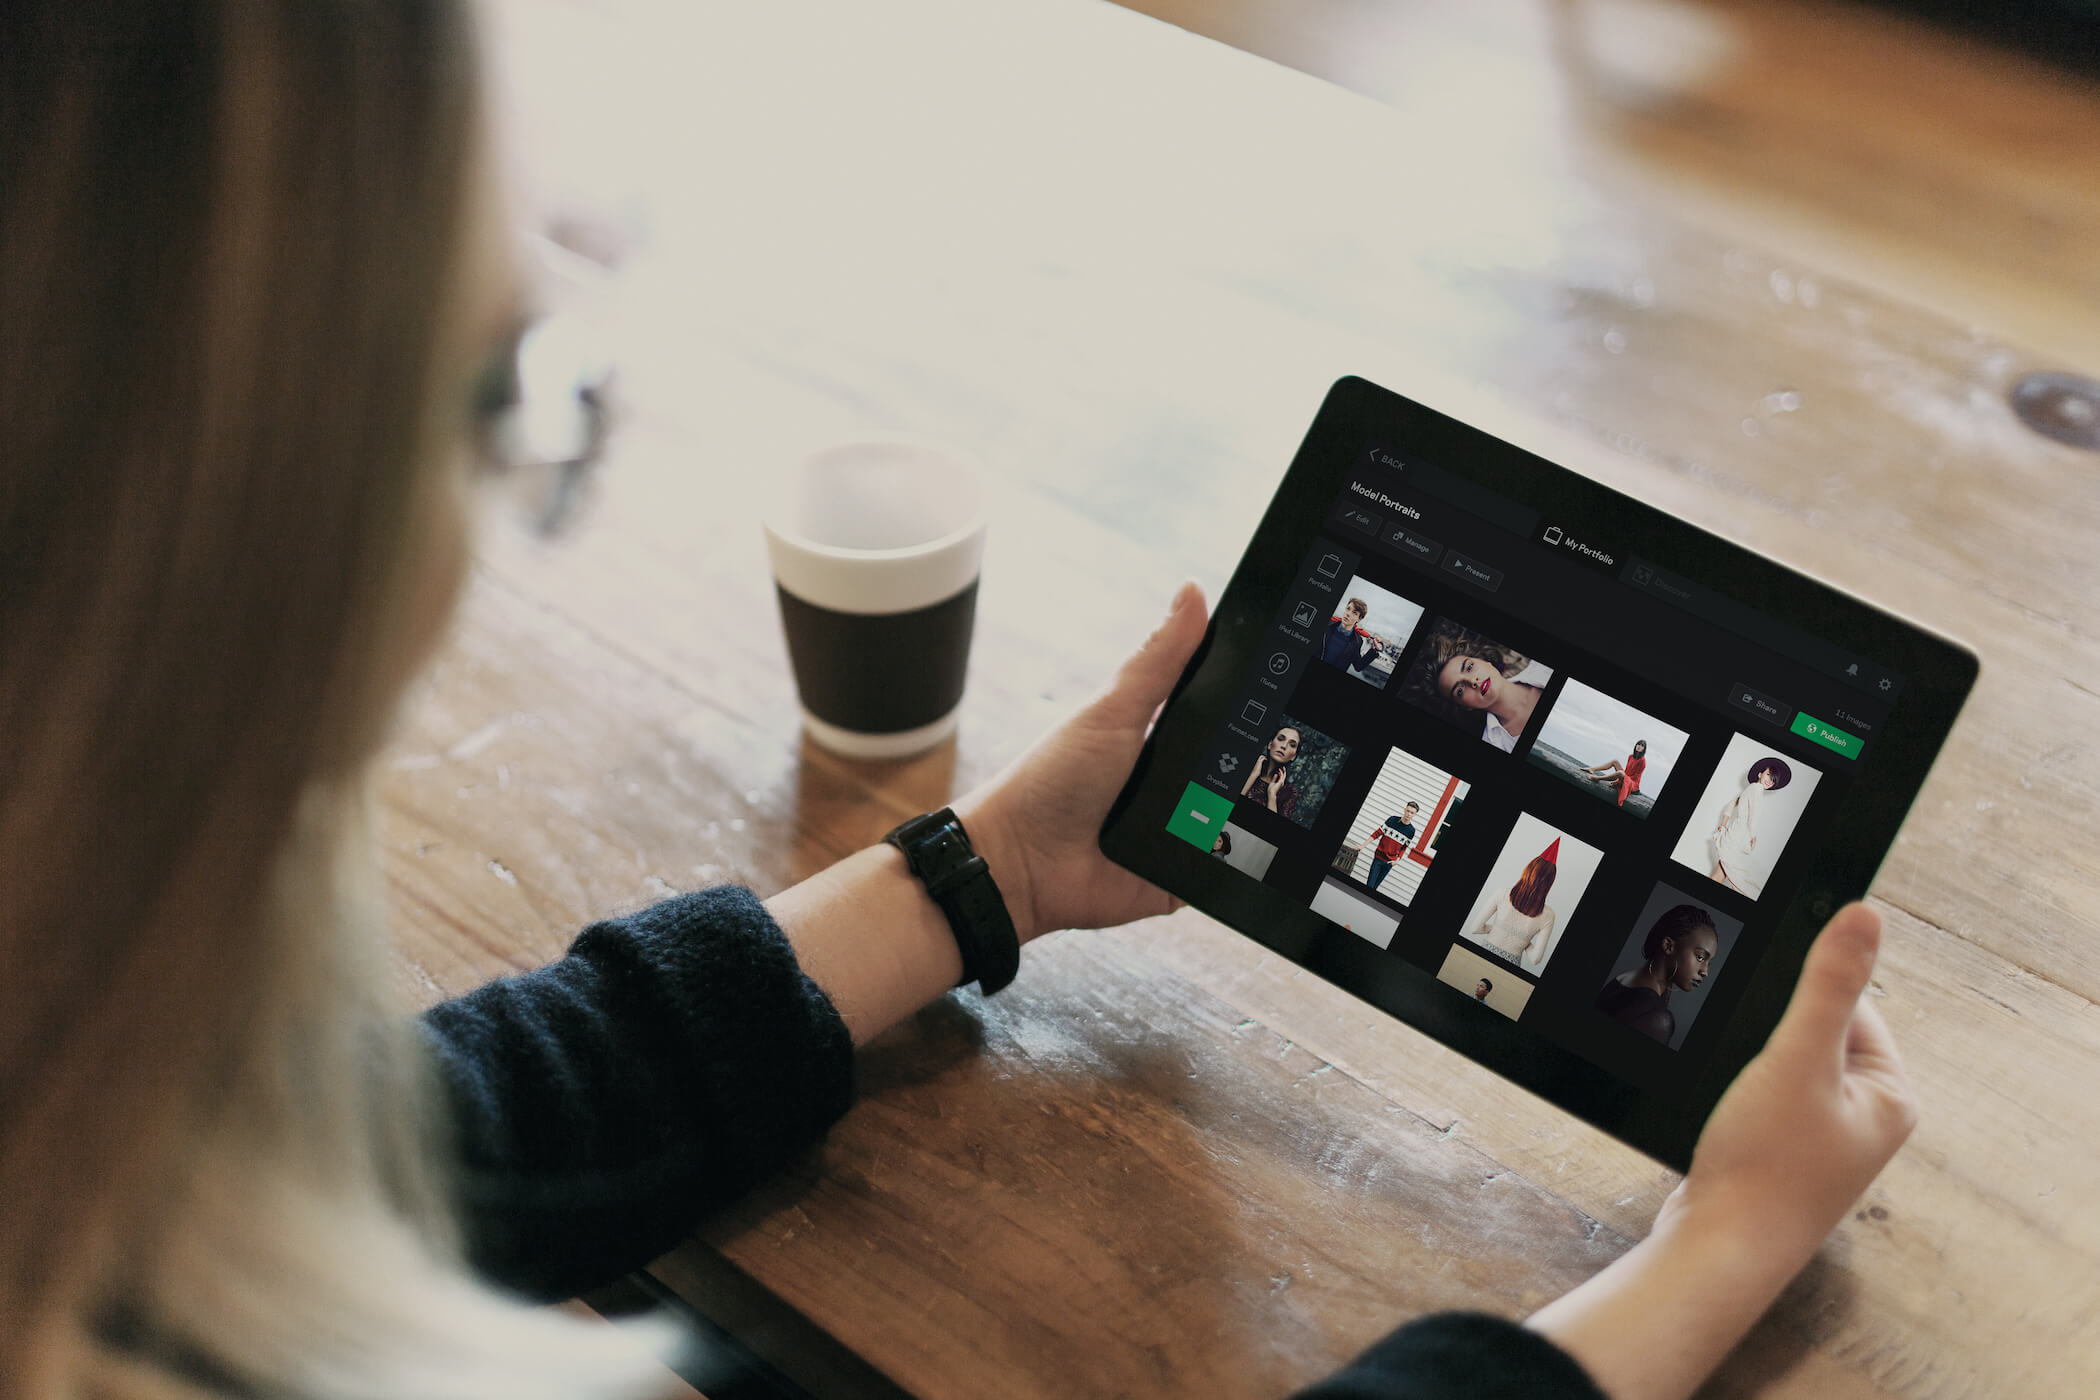 BACK
Model Portraits
My Portfolio
Discover
Edit
Manage
Present
Share
11 Images
Publish
Portfolio
iPad Library
iTunes
Format.com
Dropbox